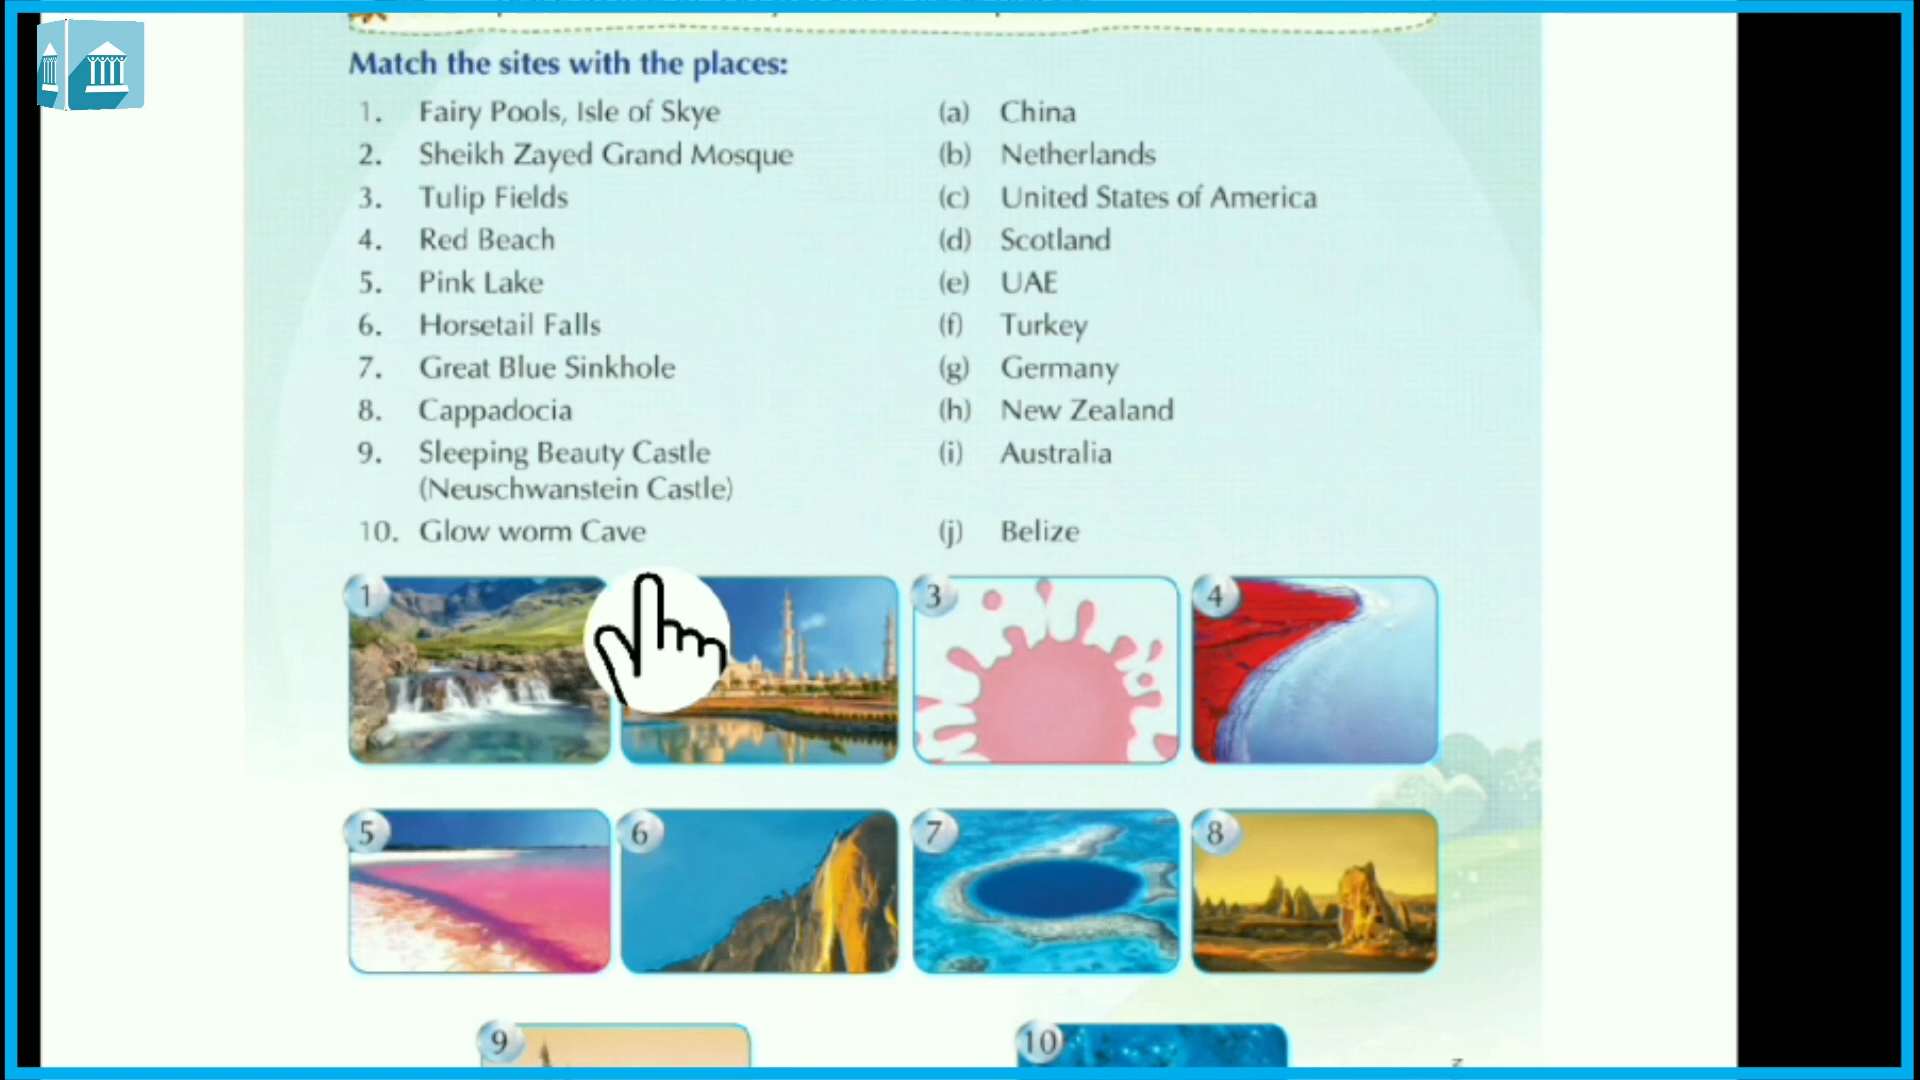 Match the sites with the places:
1. Fairy Pools, Isle of Skye (a) China
2. Sheikh Zayed Grand Mosque (b) Netherlands
3. Tulip Fields (c) United States of America
4. Red Beach (d) Scotland
5. Pink Lake (e) UAE
6. Horsetail Falls (f) Turkey
7. Great Blue Sinkhole (g) Germany
8. Cappadocia (h) New Zealand
9. Sleeping Beauty Castle (i) Australia
(Neuschwanstein Castle)
10. Glow worm Cave (j) Belize
1 3 4
5 6 7 8
9 10